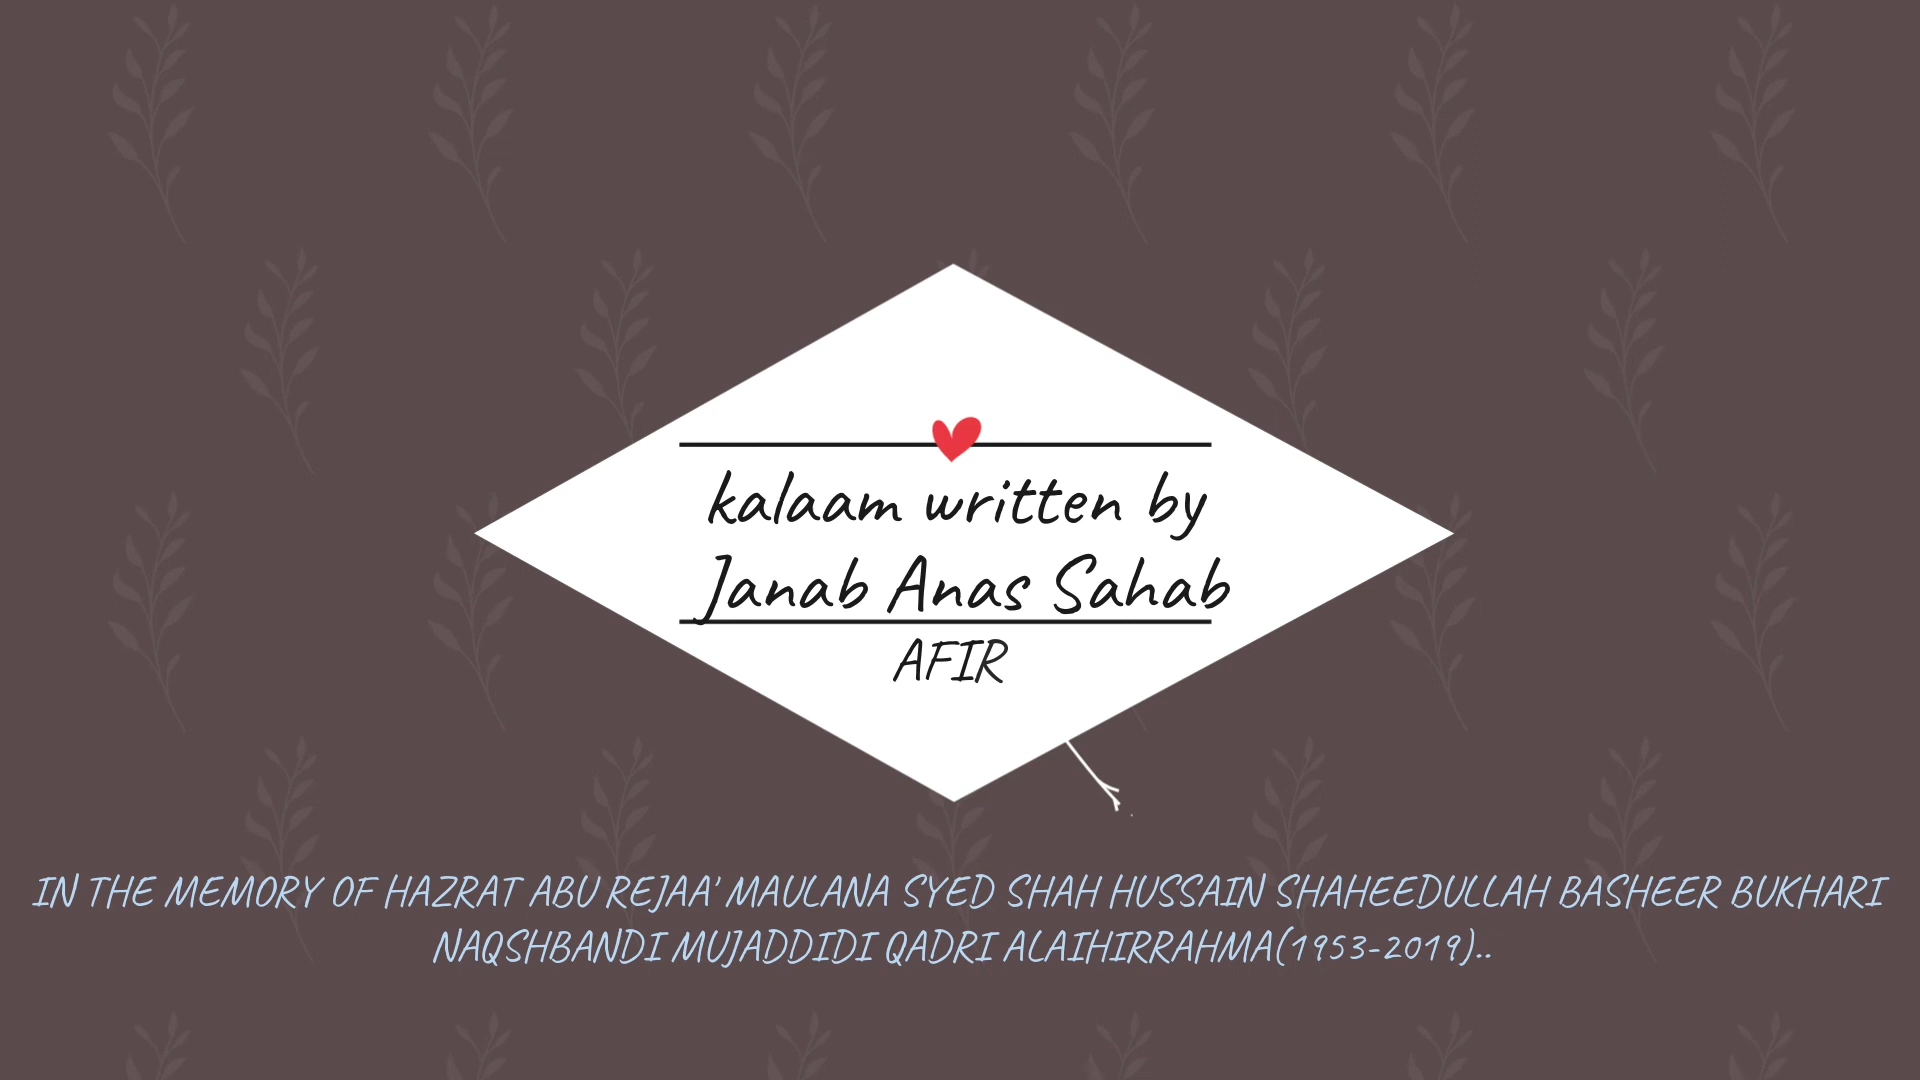 kalaam written by
Janab Anas Sahab
AFIR
IN THE MEMORY OF HAZRAT ABU REJAA' MAULANA SYED SHAH HUSSAIN SHAHEEDULLAH BASHEER BUKHARI
NAQSHBANDI MUJADDIDI QADRI ALAIHIRRAHMA(1953-2019)..